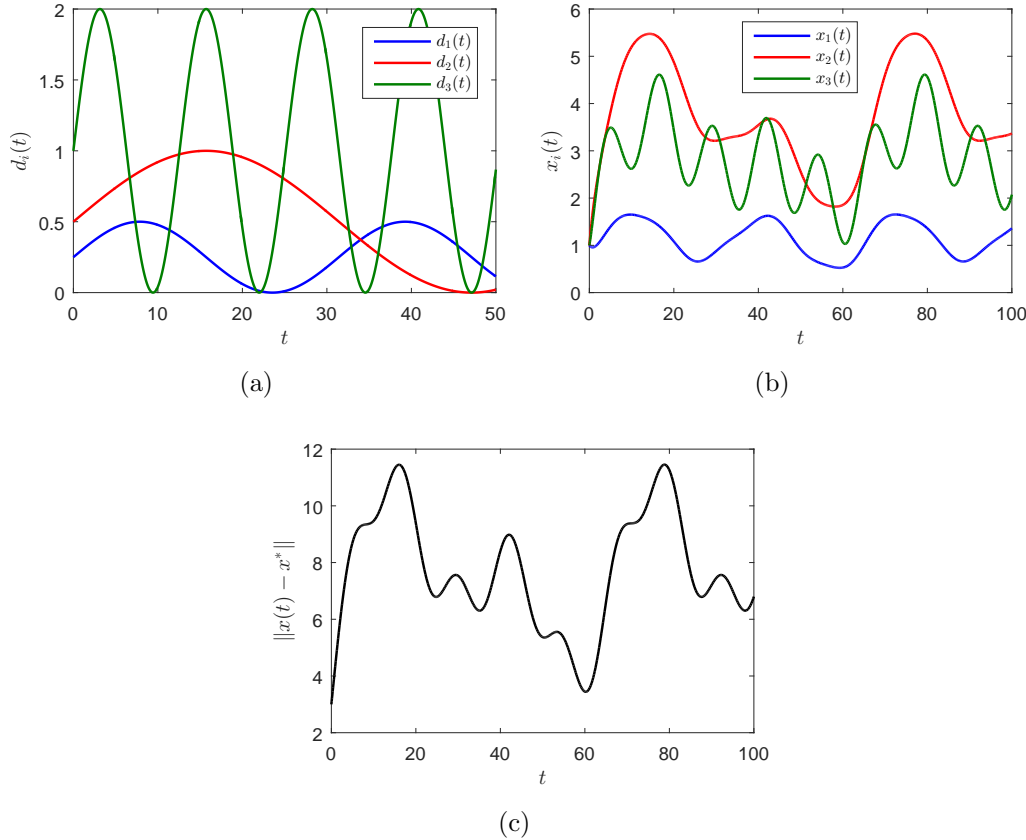 2
1.5
1
0.5
0
0 10 20 30 40 50
d_i(t)
t
d_1(t)
d_2(t)
d_3(t)
(a)
6
5
4
3
2
1
0
0 20 40 60 80 100
x_i(t)
t
x_1(t)
x_2(t)
x_3(t)
(b)
12
10
8
6
4
2
0 20 40 60 80 100
‖x(t) − x*‖
t
(c)